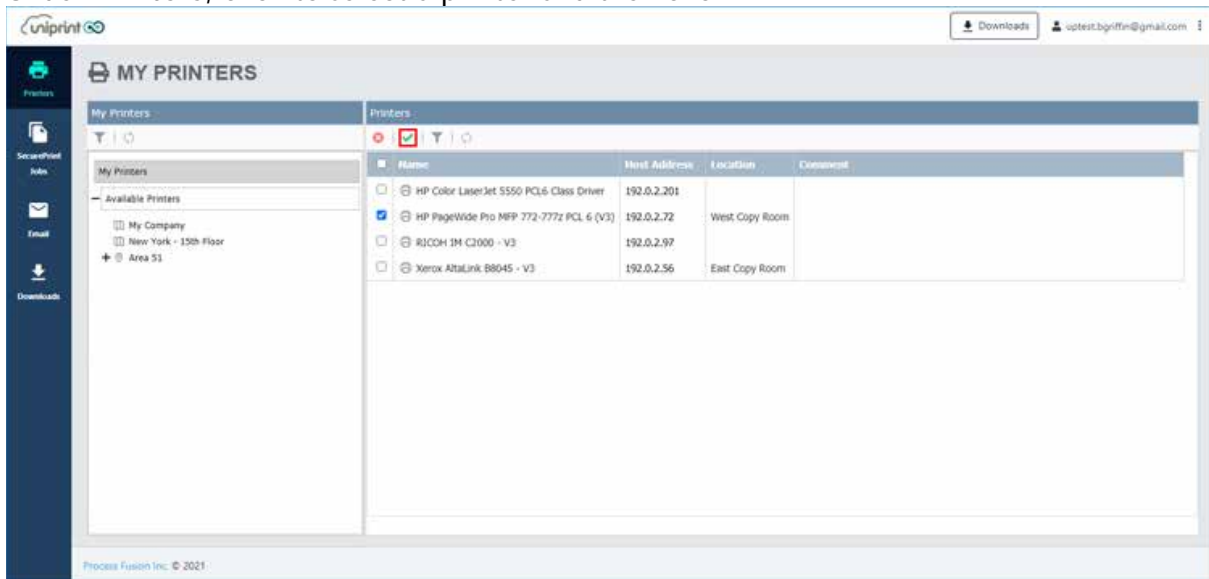 uniprint
Downloads
uptest.bgriffin@gmail.com
Printers
MY PRINTERS
My Printers
Printers
SecurePrint
Jobs
My Printers
Name Host Address Location Comment
Available Printers
HP Color LaserJet 5550 PCL6 Class Driver 192.0.2.201
My Company
HP PageWide Pro MFP 772-777z PCL 6 (V3) 192.0.2.72 West Copy Room
Email
New York - 15th Floor
RICOH IM C2000 - V3 192.0.2.97
Area 51
Xerox AltaLink B8045 - V3 192.0.2.56 East Copy Room
Downloads
Process Fusion Inc. © 2021